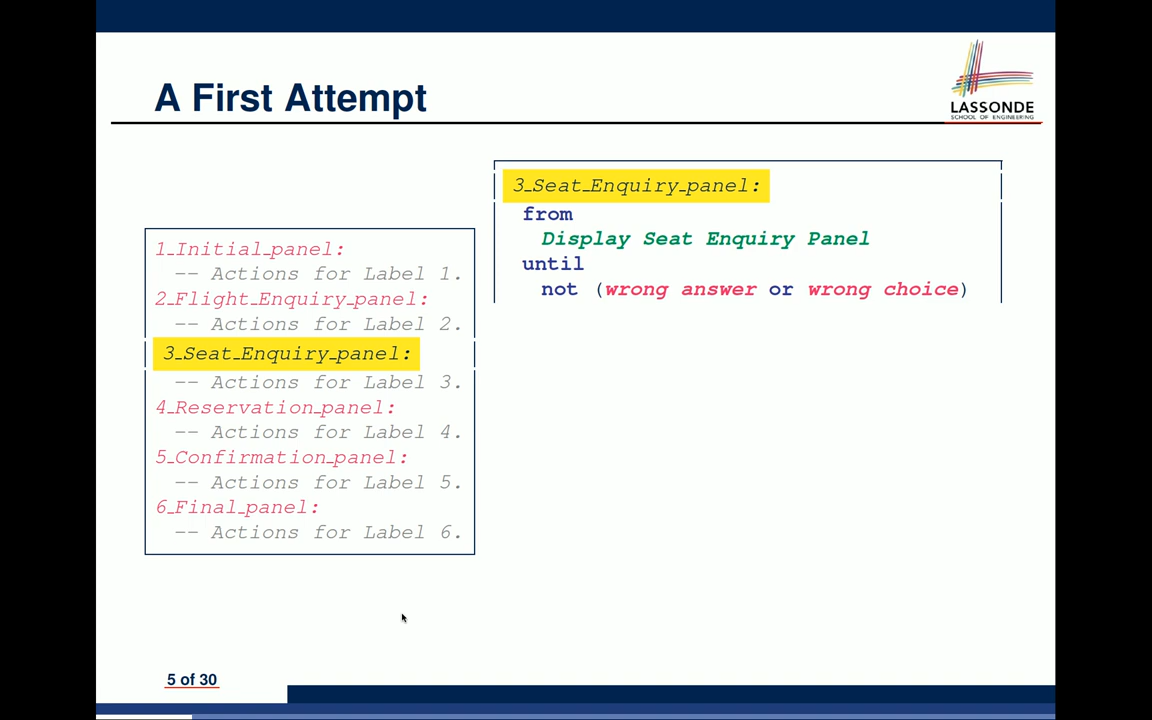 A First Attempt
LASSONDE
SCHOOL OF ENGINEERING
1_Initial_panel:
-- Actions for Label 1.
2_Flight_Enquiry_panel:
-- Actions for Label 2.
3_Seat_Enquiry_panel:
-- Actions for Label 3.
4_Reservation_panel:
-- Actions for Label 4.
5_Confirmation_panel:
-- Actions for Label 5.
6_Final_panel:
-- Actions for Label 6.
3_Seat_Enquiry_panel:
from
Display Seat Enquiry Panel
until
not (wrong answer or wrong choice)
5 of 30